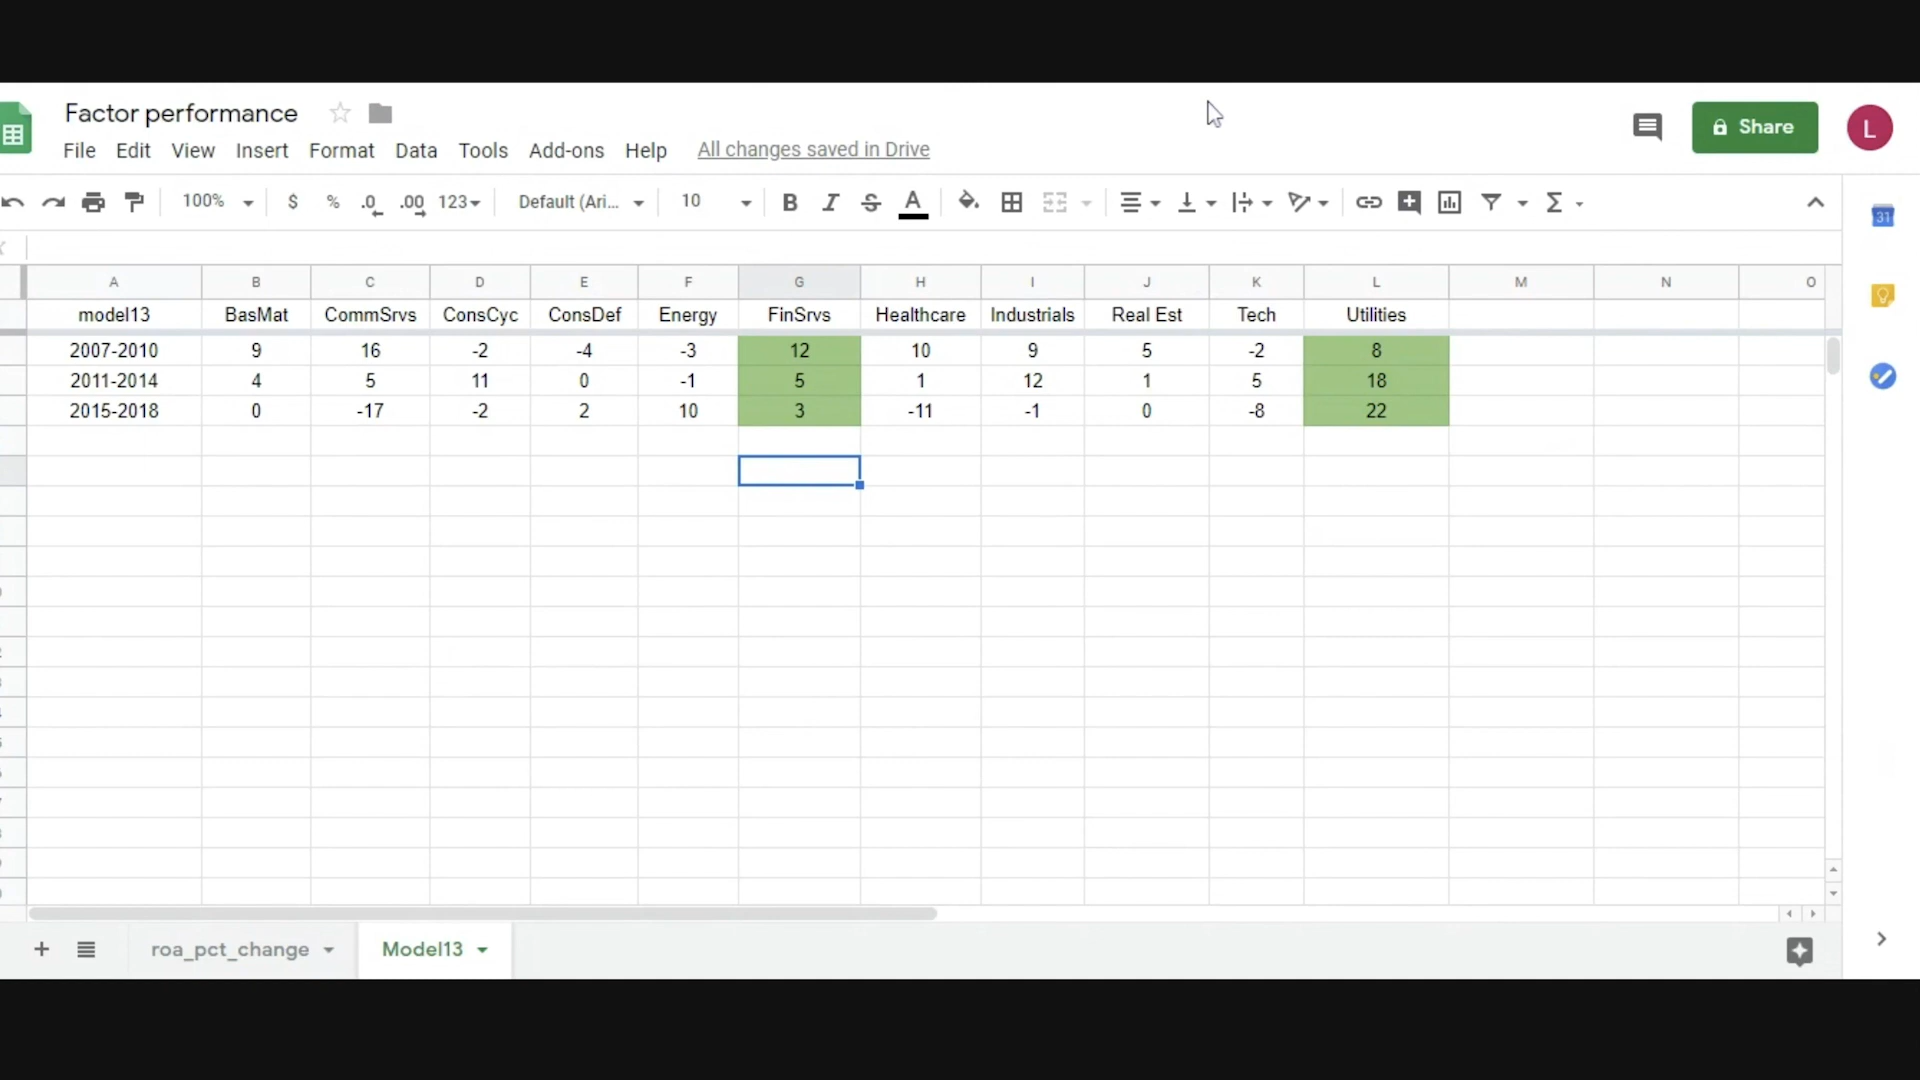 Factor performance
File Edit View Insert Format Data Tools Add-ons Help All changes saved in Drive
Share L
100% $ % .0 .00 123 Default (Ari... 10 B I S A
31
A B C D E F G H I J K L M N O
model13 BasMat CommSrvs ConsCyc ConsDef Energy FinSrvs Healthcare Industrials Real Est Tech Utilities
2007-2010 9 16 -2 -4 -3 12 10 9 5 -2 8
2011-2014 4 5 11 0 -1 5 1 12 1 5 18
2015-2018 0 -17 -2 2 10 3 -11 -1 0 -8 22
roa_pct_change Model13